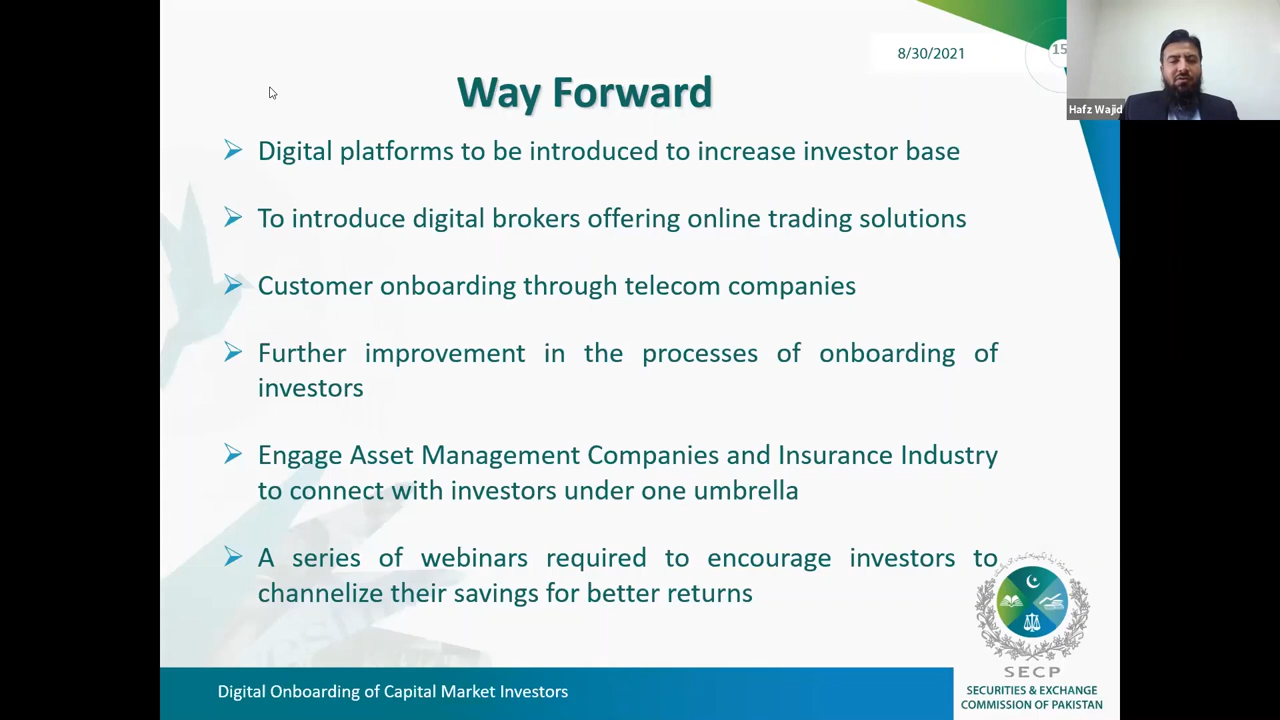 8/30/2021
15
Hafz Wajid
Way Forward
Digital platforms to be introduced to increase investor base
To introduce digital brokers offering online trading solutions
Customer onboarding through telecom companies
Further improvement in the processes of onboarding of
investors
Engage Asset Management Companies and Insurance Industry
to connect with investors under one umbrella
A series of webinars required to encourage investors to
channelize their savings for better returns
SECP
SECURITIES & EXCHANGE
COMMISSION OF PAKISTAN
Digital Onboarding of Capital Market Investors